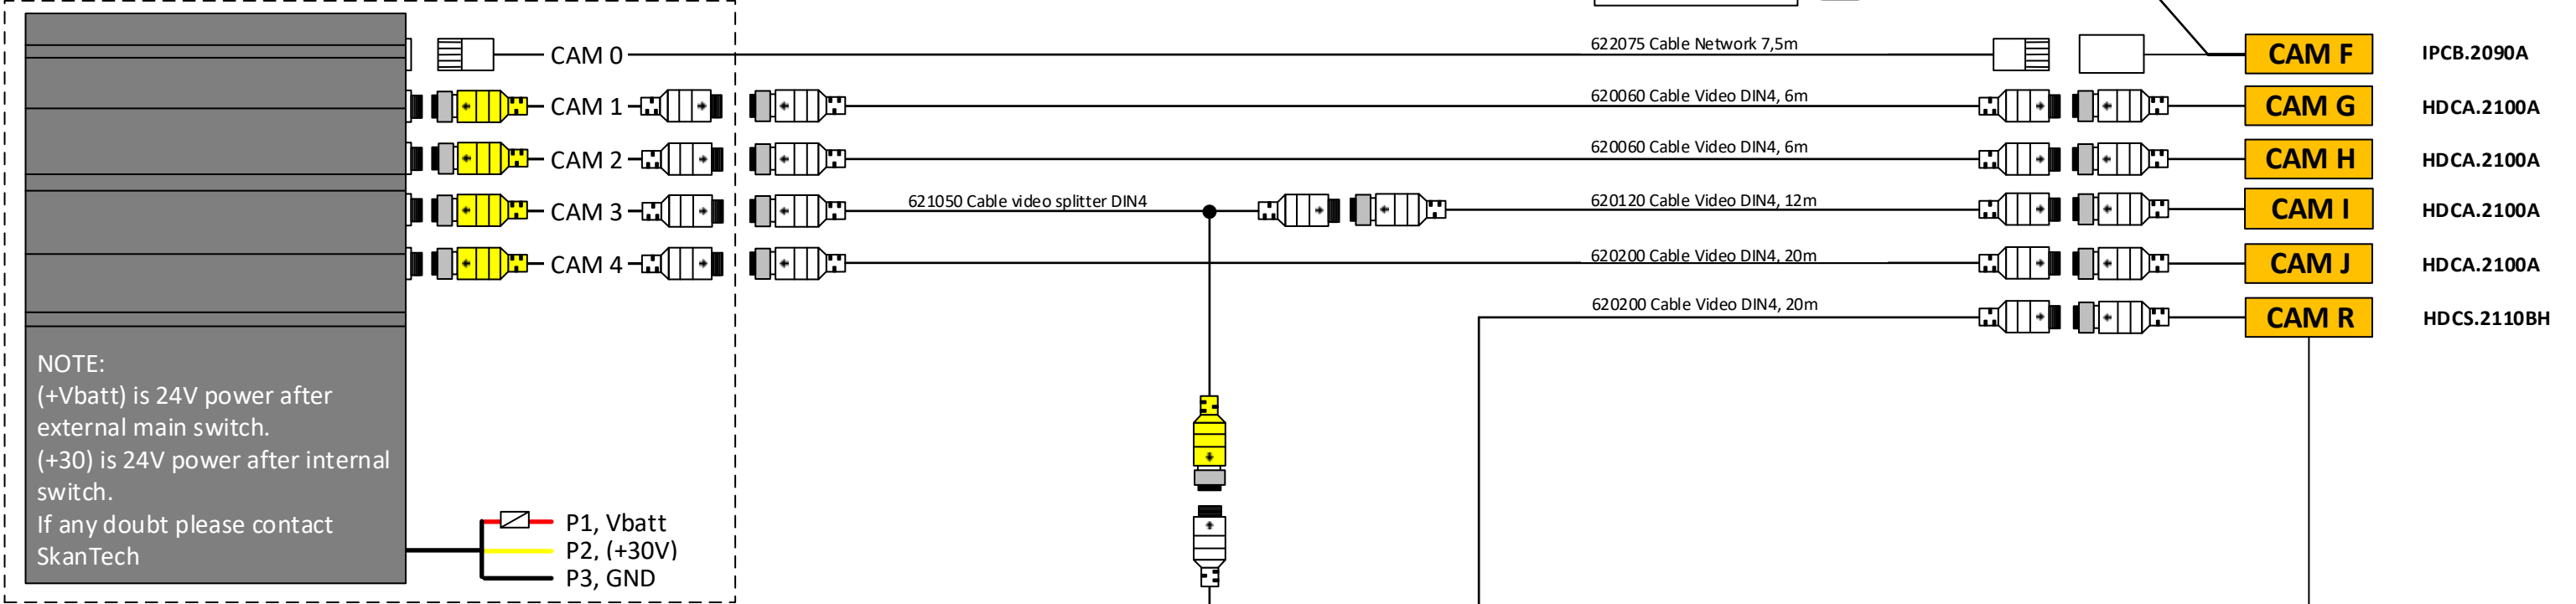 CAM 0
622075 Cable Network 7,5m
CAM F
IPCB.2090A
CAM 1
620060 Cable Video DIN4, 6m
CAM G
HDCA.2100A
CAM 2
620060 Cable Video DIN4, 6m
CAM H
HDCA.2100A
CAM 3
621050 Cable video splitter DIN4
620120 Cable Video DIN4, 12m
CAM I
HDCA.2100A
CAM 4
620200 Cable Video DIN4, 20m
CAM J
HDCA.2100A
620200 Cable Video DIN4, 20m
CAM R
HDCS.2110BH
NOTE:
(+Vbatt) is 24V power after
external main switch.
(+30) is 24V power after internal
switch.
If any doubt please contact
SkanTech
P1, Vbatt
P2, (+30V)
P3, GND